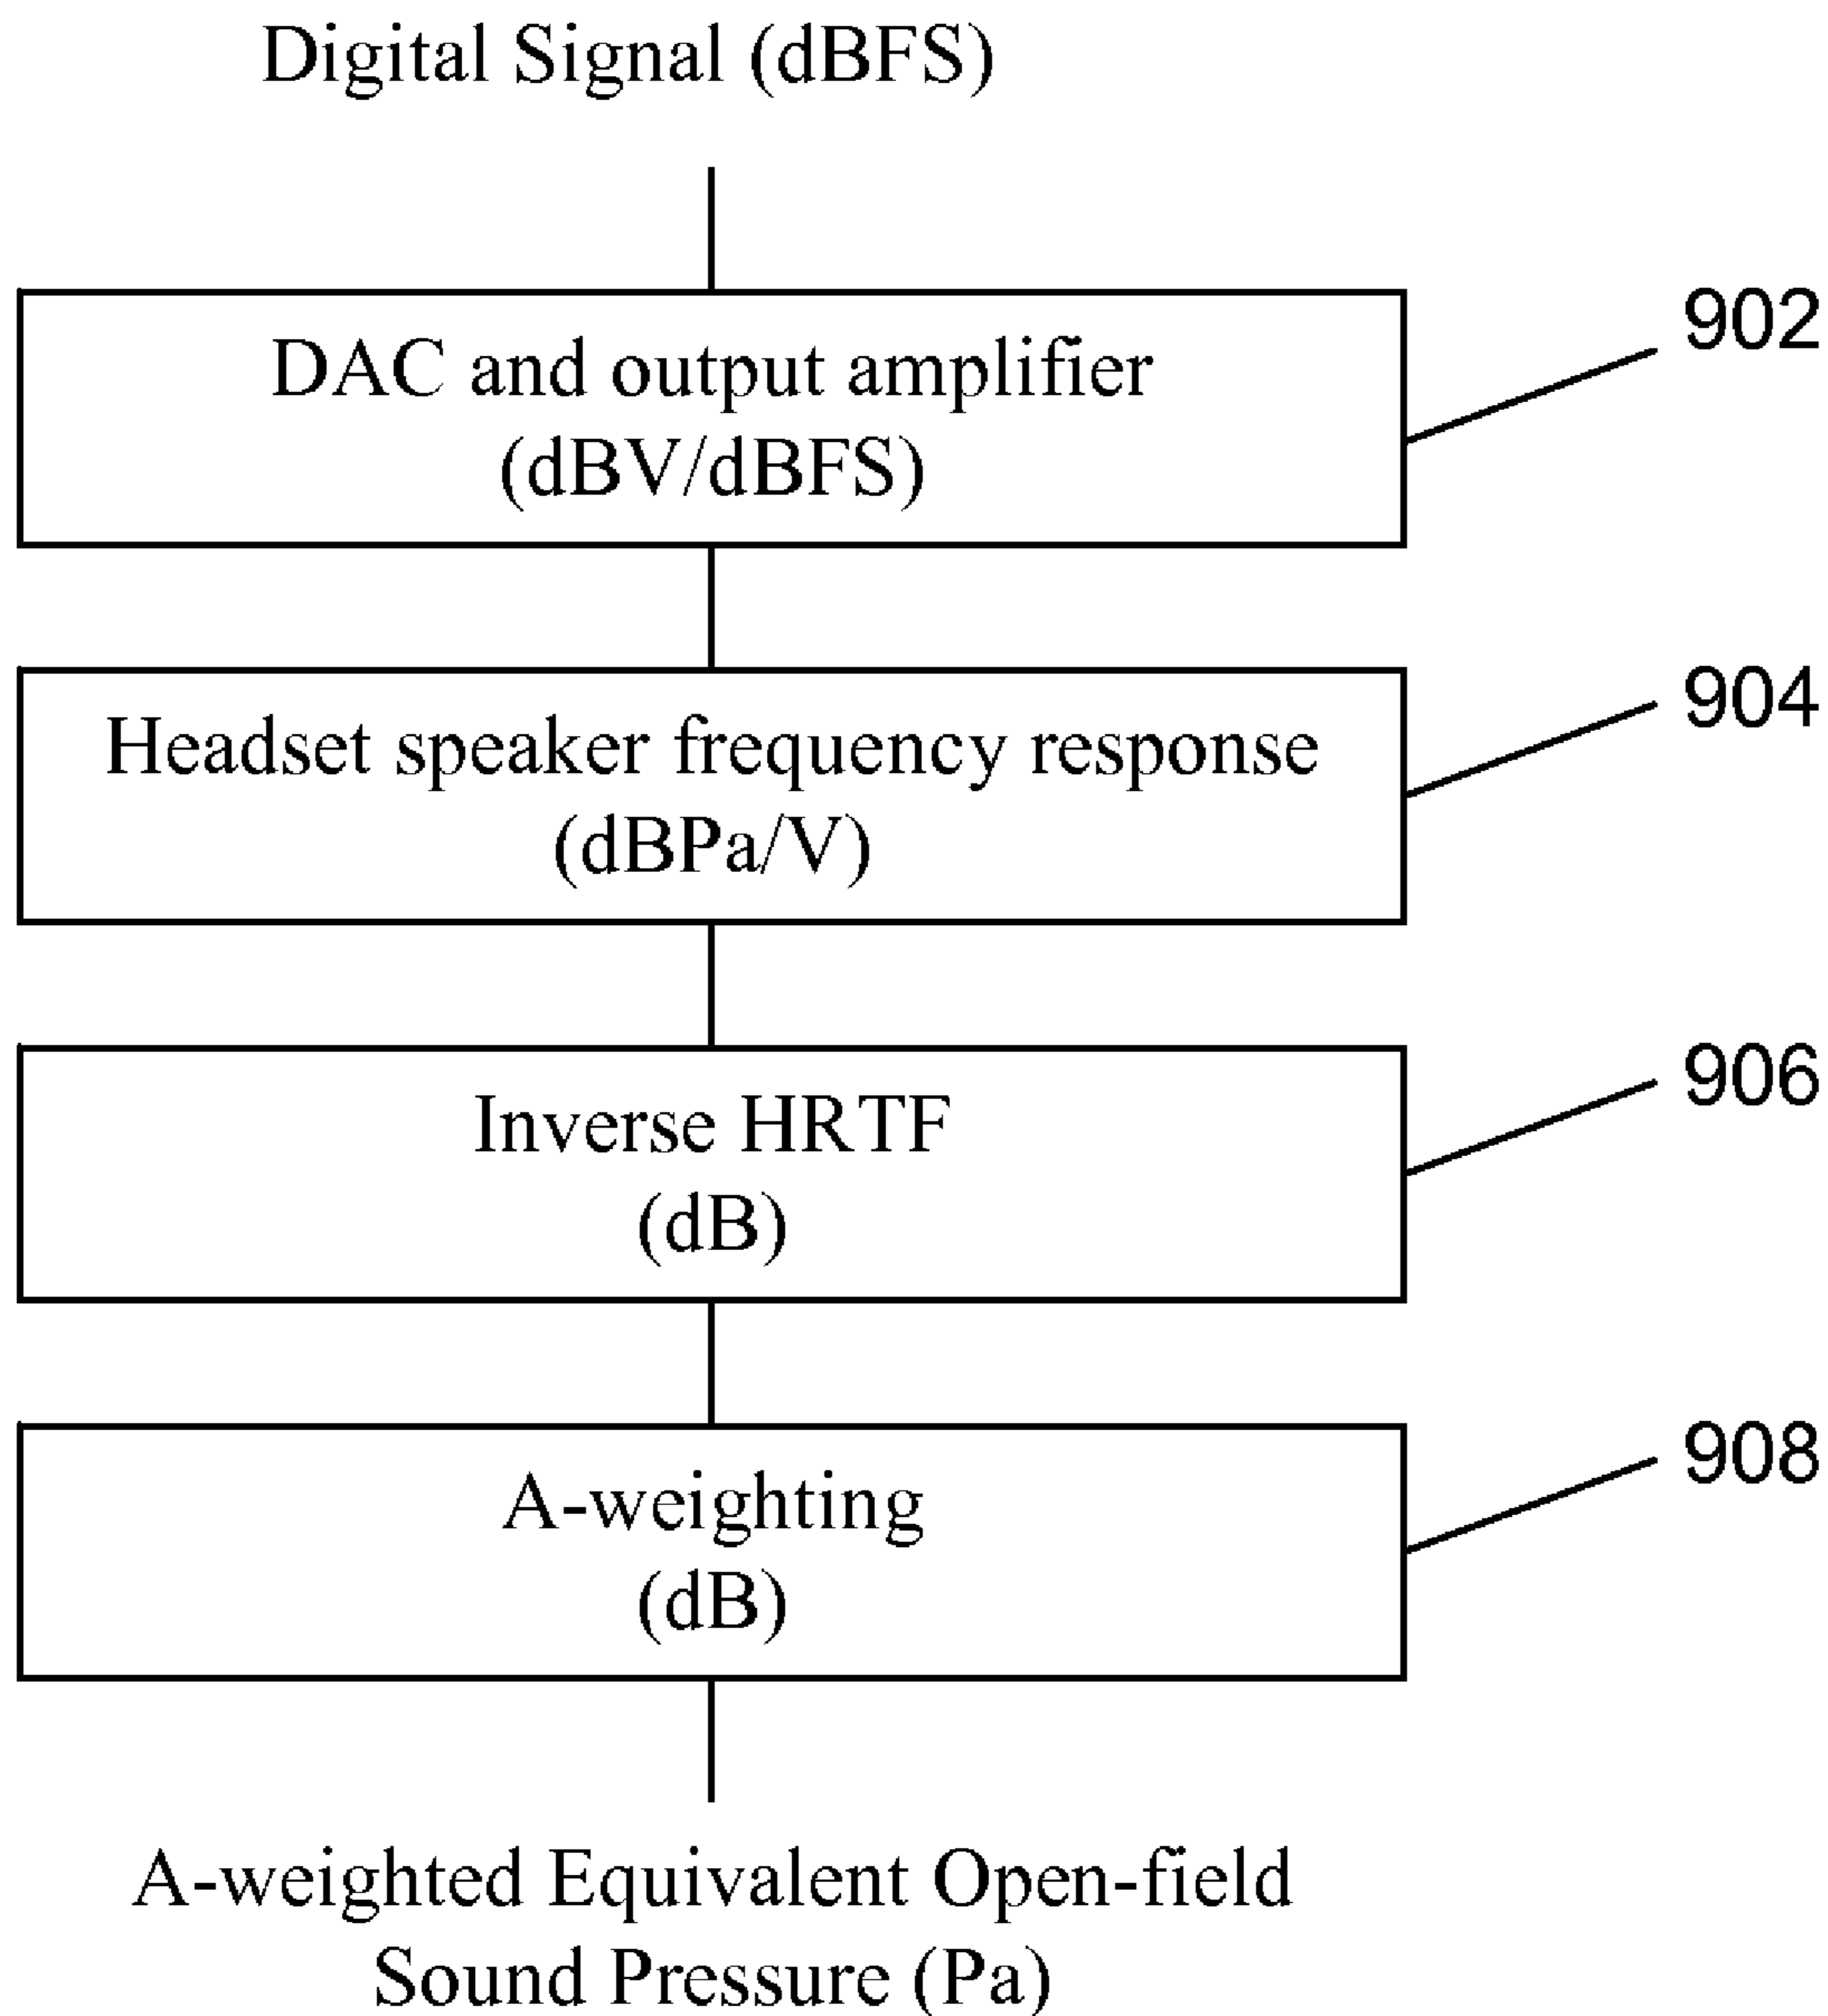 Digital Signal (dBFS)
DAC and output amplifier
(dBV/dBFS)
902
Headset speaker frequency response
(dBPa/V)
904
Inverse HRTF
(dB)
906
A-weighting
(dB)
908
A-weighted Equivalent Open-field
Sound Pressure (Pa)